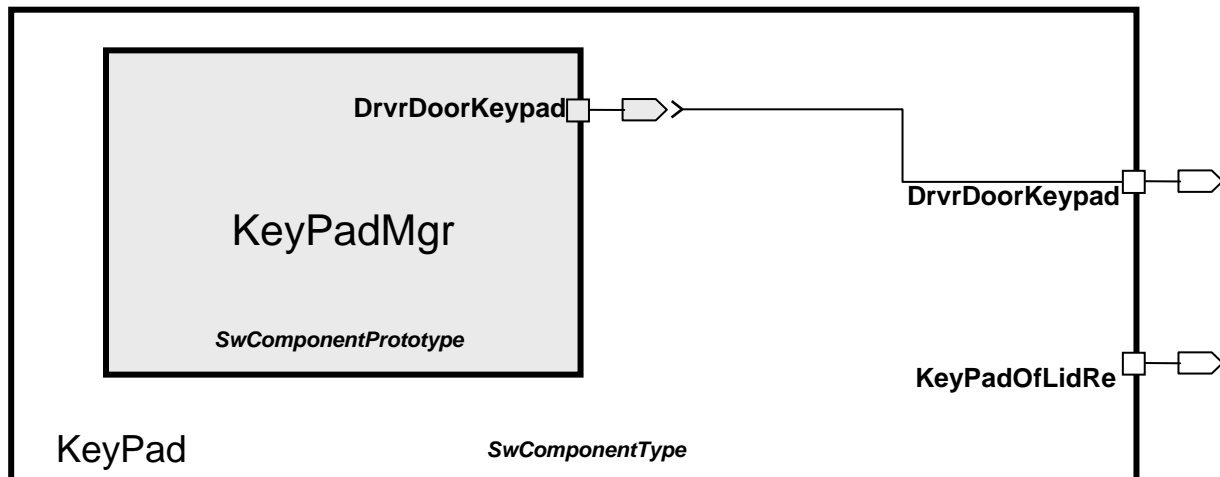 DrvrDoorKeypad
DrvrDoorKeypad
KeyPadMgr
SwComponentPrototype
KeyPadOfLidRe
KeyPad
SwComponentType